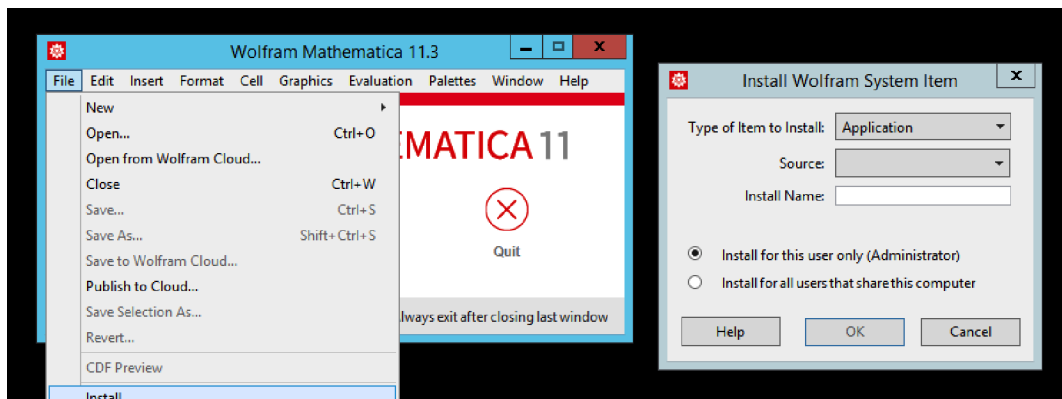 Wolfram Mathematica 11.3
File Edit Insert Format Cell Graphics Evaluation Palettes Window Help
New
Open... Ctrl+O
Open from Wolfram Cloud...
Close Ctrl+W
Save... Ctrl+S
Save As... Shift+Ctrl+S
Save to Wolfram Cloud...
Publish to Cloud...
Save Selection As...
Revert...
CDF Preview
Install...
MATICA 11
Quit
lways exit after closing last window
Install Wolfram System Item
Type of Item to Install: Application
Source:
Install Name:
Install for this user only (Administrator)
Install for all users that share this computer
Help OK Cancel